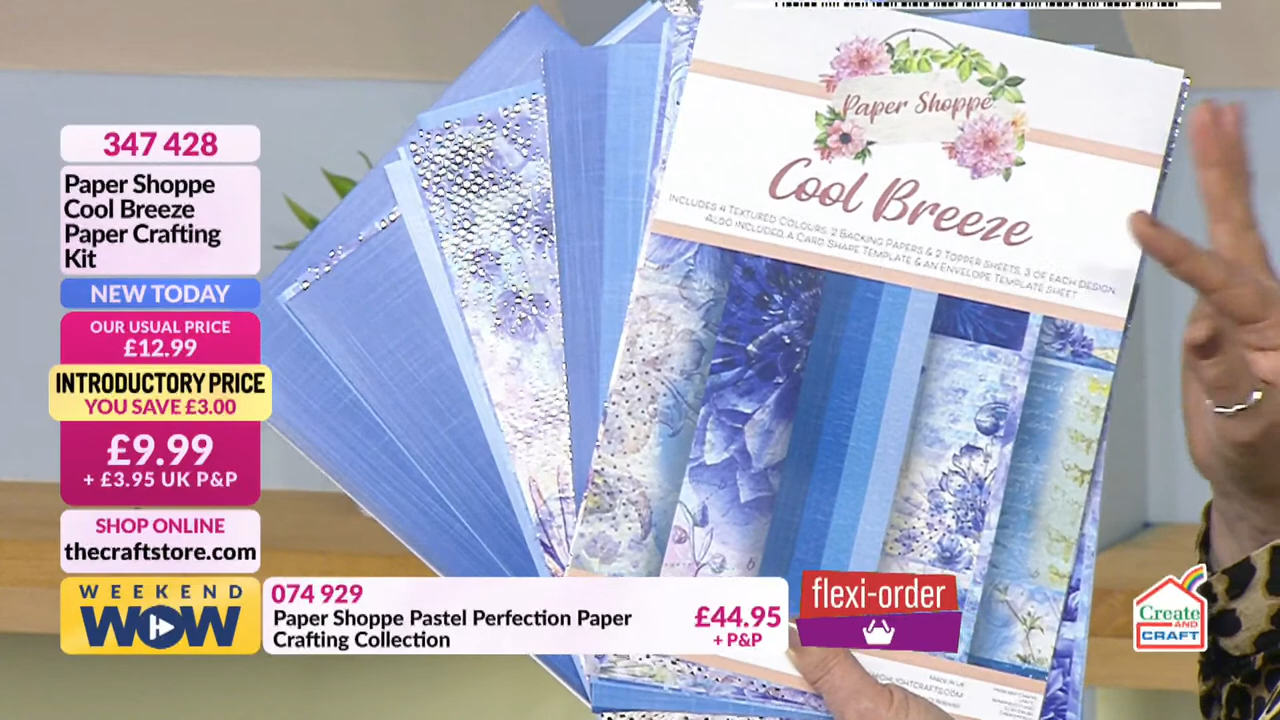 347 428
Paper Shoppe
Cool Breeze
Paper Crafting
Kit
NEW TODAY
OUR USUAL PRICE
£12.99
INTRODUCTORY PRICE
YOU SAVE £3.00
£9.99
+ £3.95 UK P&P
SHOP ONLINE
thecraftstore.com
WEEKEND
WOW
074 929
Paper Shoppe Pastel Perfection Paper
Crafting Collection
£44.95
+ P&P
flexi-order
Create
AND
CRAFT
Paper Shoppe
Cool Breeze
INCLUDES 4 TEXTURED COLOURS, 2 BACKING PAPERS & 2 TOPPER SHEETS, 3 OF EACH DESIGN.
ALSO INCLUDED, A CARD SHAPE TEMPLATE & AN ENVELOPE TEMPLATE SHEET
MADE IN UK